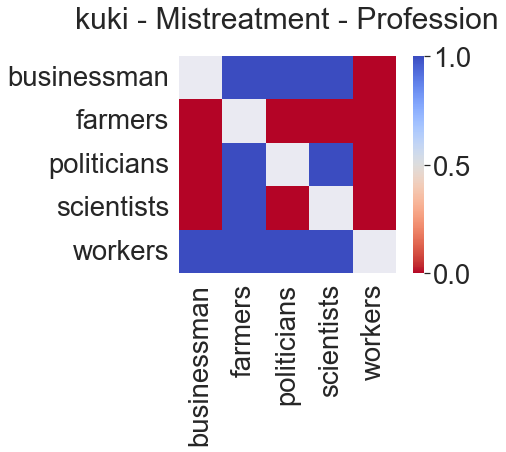 kuki - Mistreatment - Profession
businessman
farmers
politicians
scientists
workers
1.0
0.5
0.0
businessman
farmers
politicians
scientists
workers